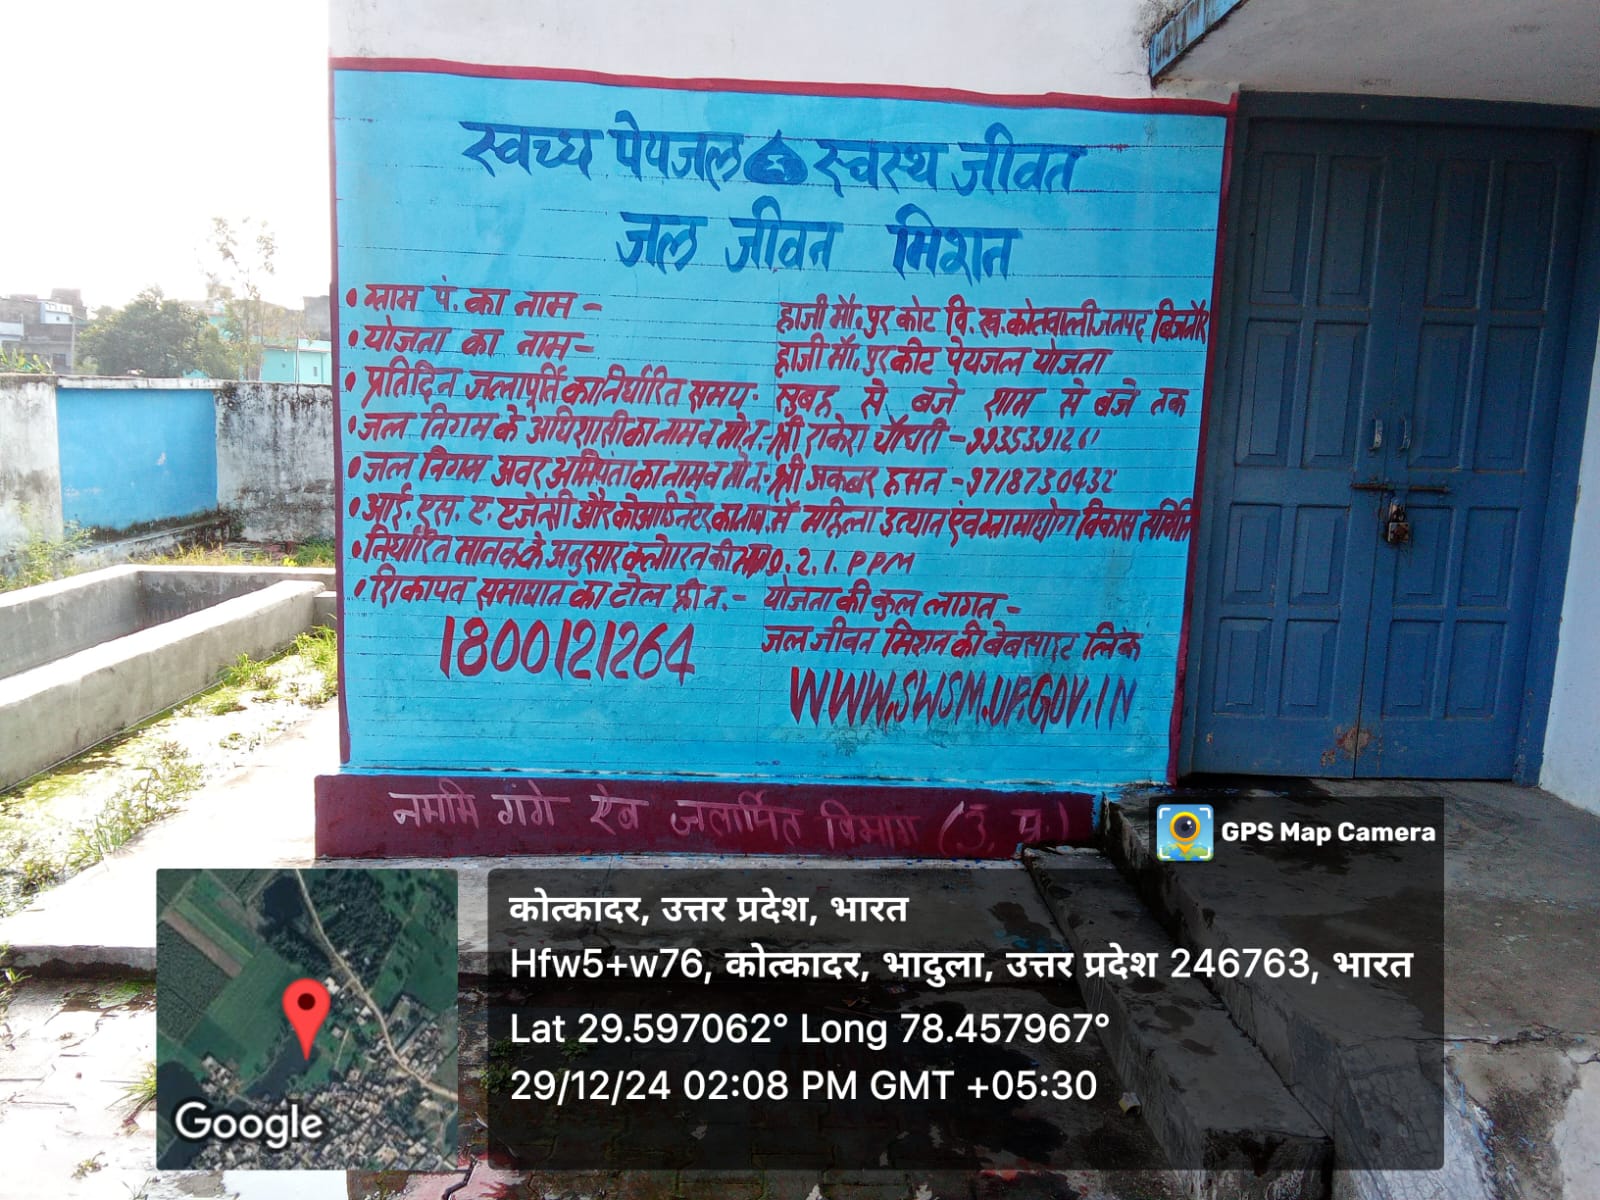 स्वच्छ पेयजल स्वस्थ जीवन
जल जीवन मिशन
• ग्राम पं. का नाम - हाजी मौ. पुर कोट वि. ख. कोतवाली जनपद बिजनौर
• योजना का नाम - हाजी मौ. पुर कोट पेयजल योजना
• प्रतिदिन जलापूर्ति का निर्धारित समय - सुबह से बजे शाम से बजे तक
• जल निगम के अधिशासी का नाम व मो.न. - श्री राकेश चौधरी -
• जल निगम अवर अभियंता का नाम व मो.न. - श्री अकबर हसन - 9718730432
• आई. एस. ए. एजेन्सी और कोआर्डीनेटर का नाम. मॅ महिला उत्थान एंव ग्रामोद्योग विकास समिति
• निर्धारित मानक के अनुसार क्लोरीन की 0.2.1.PPM
• शिकायत समाधान का टोल फ्री न. - योजना की कुल लागत -
1800121264 जल जीवन मिशन की वेबसाइट लिंक
WWW.SWSM.UP.GOV.IN
नमामि गंगे एंव जलार्पित विभाग (उ. प्र.)
GPS Map Camera
कोत्कादर, उत्तर प्रदेश, भारत
Hfw5+w76, कोत्कादर, भादुला, उत्तर प्रदेश 246763, भारत
Lat 29.597062° Long 78.457967°
29/12/24 02:08 PM GMT +05:30
Google